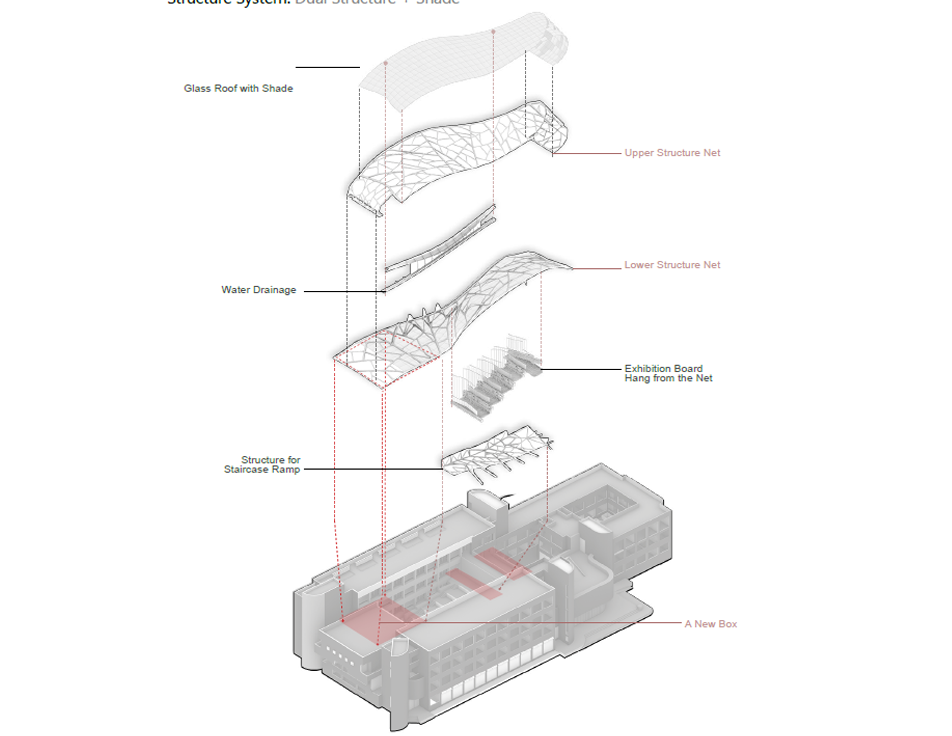 Structure System: Dual Structure + Shade
Glass Roof with Shade
Upper Structure Net
Lower Structure Net
Water Drainage
Exhibition Board
Hang from the Net
Structure for
Staircase Ramp
A New Box